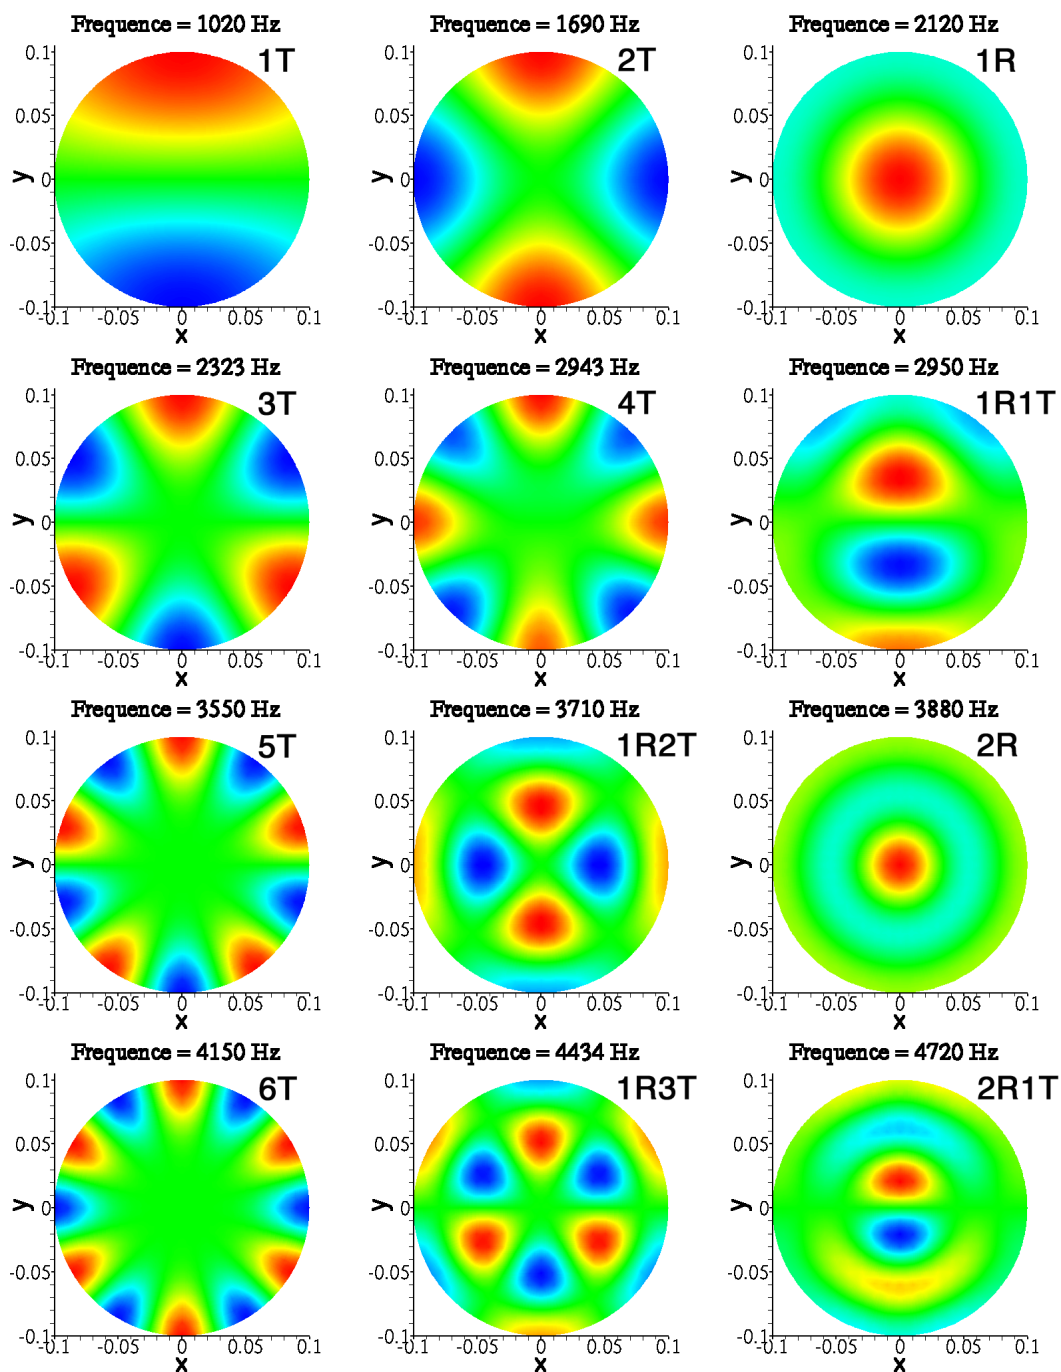 Frequence = 1020 Hz
1T
0.1
0.05
0
-0.05
-0.1
y
-0.1 -0.05 0 0.05 0.1
x
Frequence = 1690 Hz
2T
0.1
0.05
0
-0.05
-0.1
y
-0.1 -0.05 0 0.05 0.1
x
Frequence = 2120 Hz
1R
0.1
0.05
0
-0.05
-0.1
y
-0.1 -0.05 0 0.05 0.1
x
Frequence = 2323 Hz
3T
0.1
0.05
0
-0.05
-0.1
y
-0.1 -0.05 0 0.05 0.1
x
Frequence = 2943 Hz
4T
0.1
0.05
0
-0.05
-0.1
y
-0.1 -0.05 0 0.05 0.1
x
Frequence = 2950 Hz
1R1T
0.1
0.05
0
-0.05
-0.1
y
-0.1 -0.05 0 0.05 0.1
x
Frequence = 3550 Hz
5T
0.1
0.05
0
-0.05
-0.1
y
-0.1 -0.05 0 0.05 0.1
x
Frequence = 3710 Hz
1R2T
0.1
0.05
0
-0.05
-0.1
y
-0.1 -0.05 0 0.05 0.1
x
Frequence = 3880 Hz
2R
0.1
0.05
0
-0.05
-0.1
y
-0.1 -0.05 0 0.05 0.1
x
Frequence = 4150 Hz
6T
0.1
0.05
0
-0.05
-0.1
y
-0.1 -0.05 0 0.05 0.1
x
Frequence = 4434 Hz
1R3T
0.1
0.05
0
-0.05
-0.1
y
-0.1 -0.05 0 0.05 0.1
x
Frequence = 4720 Hz
2R1T
0.1
0.05
0
-0.05
-0.1
y
-0.1 -0.05 0 0.05 0.1
x